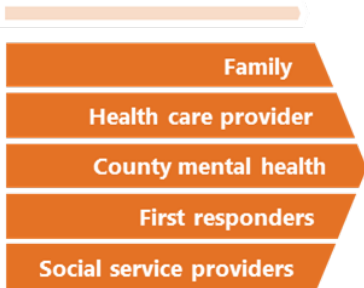 Family
Health care provider
County mental health
First responders
Social service providers